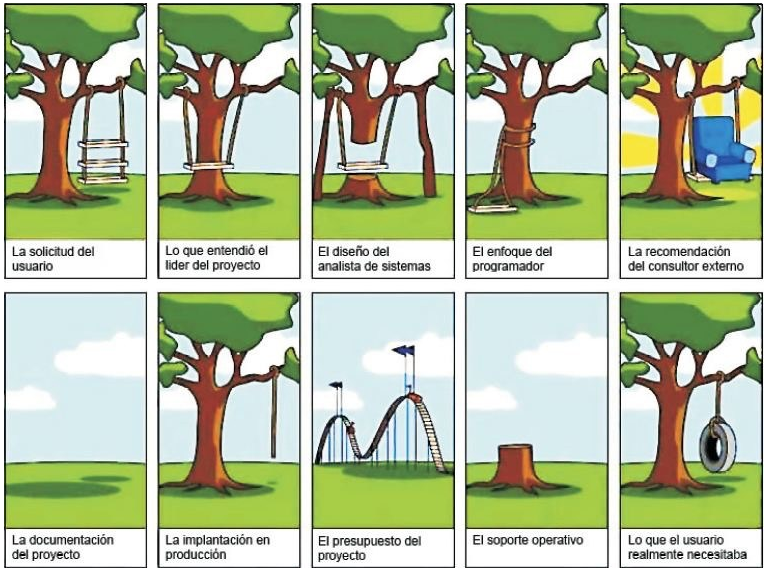 La solicitud del
usuario
Lo que entendió el
lider del proyecto
El diseño del
analista de sistemas
El enfoque del
programador
La recomendación
del consultor externo
La documentación
del proyecto
La implantación en
producción
El presupuesto del
proyecto
El soporte operativo
Lo que el usuario
realmente necesitaba